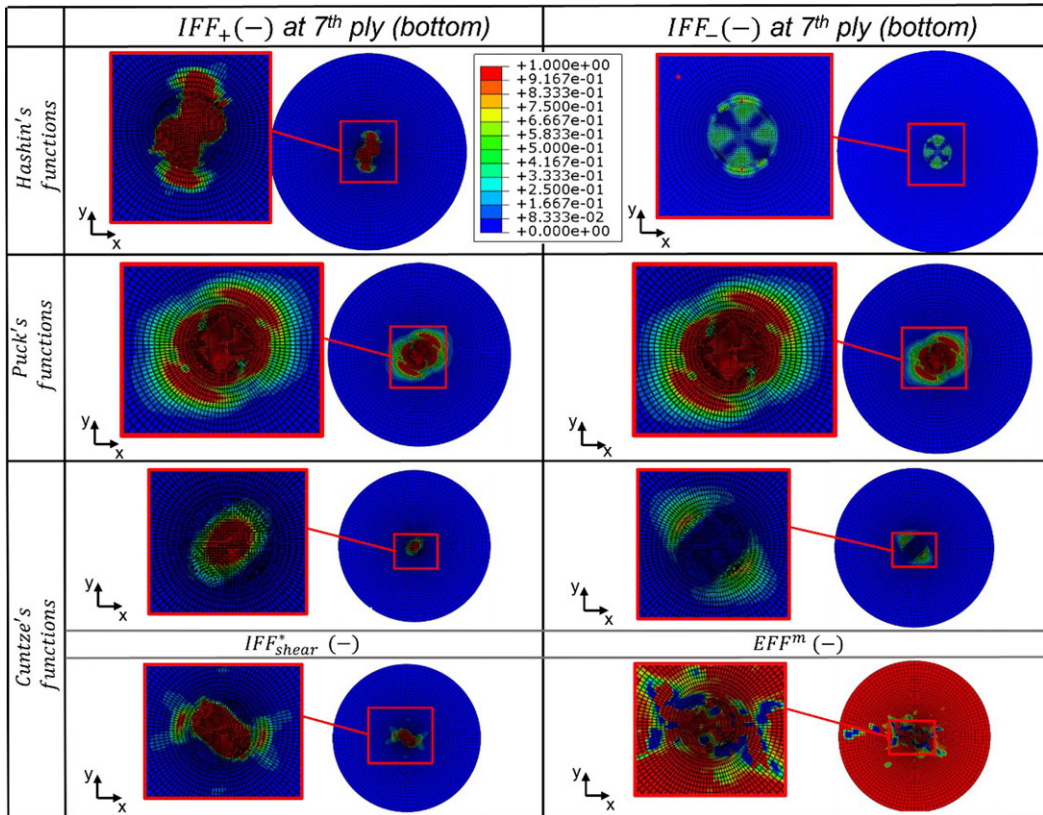 IFF₊(−) at 7ᵗʰ ply (bottom)
IFF₋(−) at 7ᵗʰ ply (bottom)
Hashin's
functions
+1.000e+00
+9.167e-01
+8.333e-01
+7.500e-01
+6.667e-01
+5.833e-01
+5.000e-01
+4.167e-01
+3.333e-01
+2.500e-01
+1.667e-01
+8.333e-02
+0.000e+00
y
x
y
x
Puck's
functions
y
x
y
x
Cuntze's
functions
y
x
y
x
IFF*shear (−)
EFFᵐ (−)
y
x
y
x